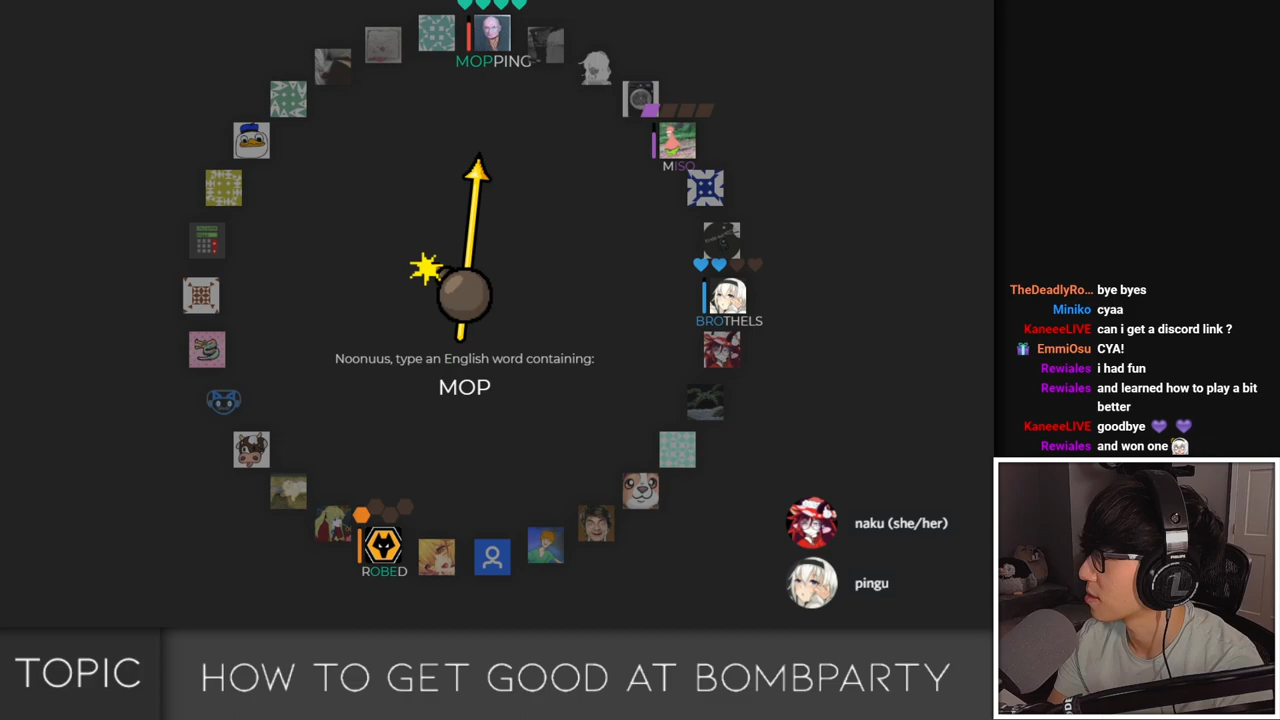 MOPPING
MISO
BROTHELS
Noonuus, type an English word containing:
MOP
ROBED
naku (she/her)
pingu
TheDeadlyRo... bye byes
Miniko cyaa
KaneeeLIVE can i get a discord link ?
EmmiOsu CYA!
Rewiales i had fun
Rewiales and learned how to play a bit
better
KaneeeLIVE goodbye
Rewiales and won one
TOPIC
HOW TO GET GOOD AT BOMBPARTY